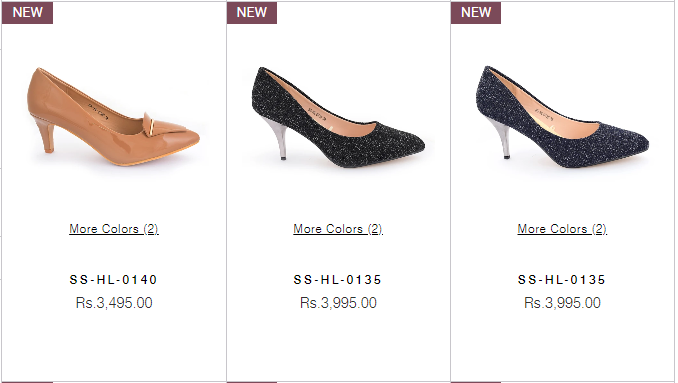 NEW
NEW
NEW
More Colors (2)
More Colors (2)
More Colors (2)
SS-HL-0140
SS-HL-0135
SS-HL-0135
Rs.3,495.00
Rs.3,995.00
Rs.3,995.00